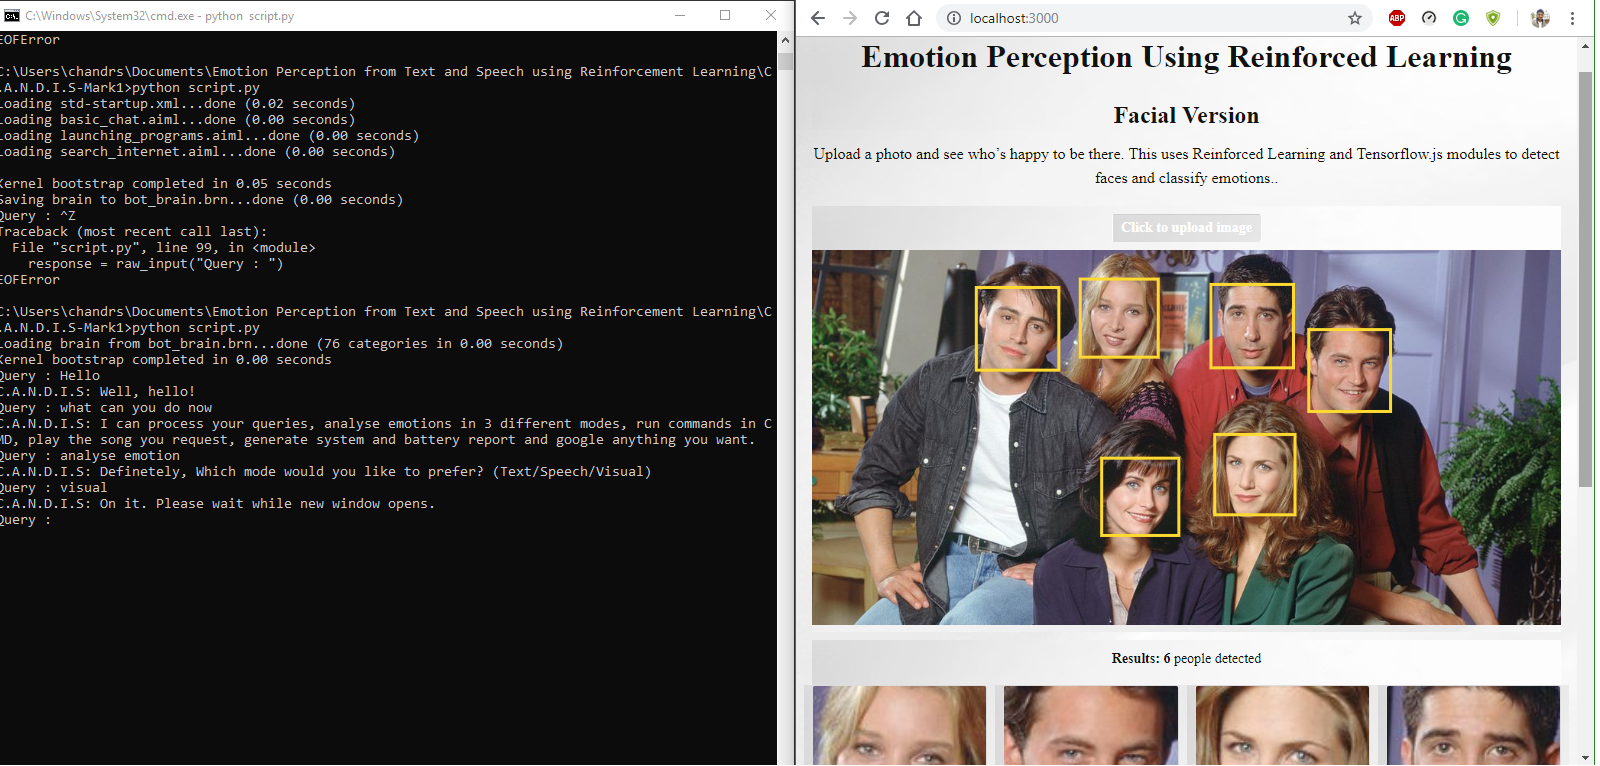 C:\Windows\System32\cmd.exe - python  script.py
EOFError
C:\Users\chandrs\Documents\Emotion Perception from Text and Speech using Reinforcement Learning\C
.A.N.D.I.S-Mark1>python script.py
Loading std-startup.xml...done (0.02 seconds)
Loading basic_chat.aiml...done (0.00 seconds)
Loading launching_programs.aiml...done (0.00 seconds)
Loading search_internet.aiml...done (0.00 seconds)
Kernel bootstrap completed in 0.05 seconds
Saving brain to bot_brain.brn...done (0.00 seconds)
Query : ^Z
Traceback (most recent call last):
  File "script.py", line 99, in <module>
    response = raw_input("Query : ")
EOFError
C:\Users\chandrs\Documents\Emotion Perception from Text and Speech using Reinforcement Learning\C
.A.N.D.I.S-Mark1>python script.py
Loading brain from bot_brain.brn...done (76 categories in 0.00 seconds)
Kernel bootstrap completed in 0.00 seconds
Query : Hello
C.A.N.D.I.S: Well, hello!
Query : what can you do now
C.A.N.D.I.S: I can process your queries, analyse emotions in 3 different modes, run commands in C
MD, play the song you request, generate system and battery report and google anything you want.
Query : analyse emotion
C.A.N.D.I.S: Definetely, Which mode would you like to prefer? (Text/Speech/Visual)
Query : visual
C.A.N.D.I.S: On it. Please wait while new window opens.
Query :
localhost:3000
ABP
Emotion Perception Using Reinforced Learning
Facial Version
Upload a photo and see who's happy to be there. This uses Reinforced Learning and Tensorflow.js modules to detect
faces and classify emotions..
Click to upload image
Results: 6 people detected